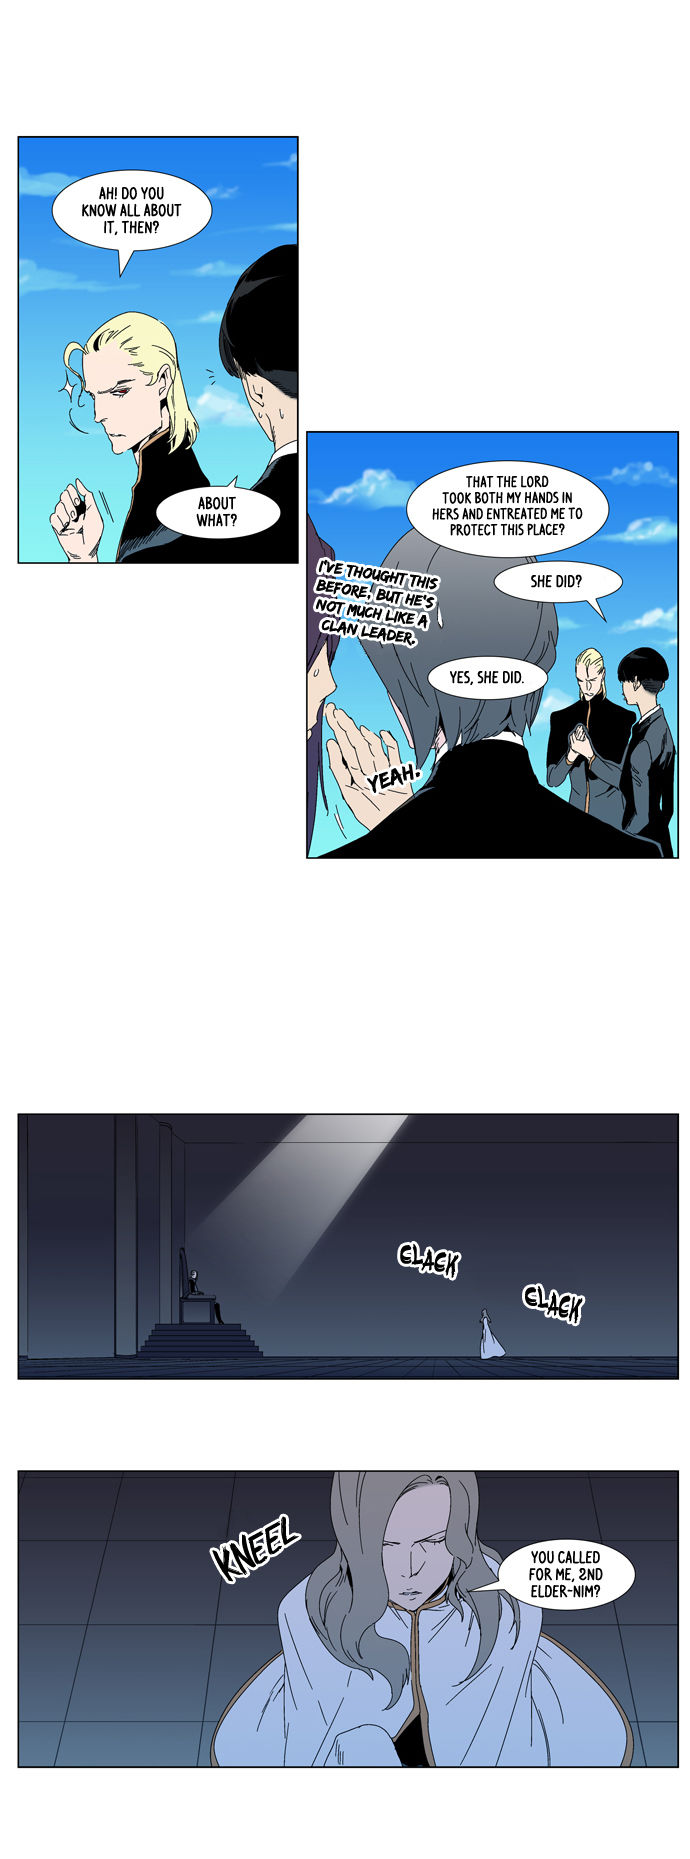 AH! DO YOU
KNOW ALL ABOUT
IT, THEN?
ABOUT
WHAT?
THAT THE LORD
TOOK BOTH MY HANDS IN
HERS AND ENTREATED ME TO
PROTECT THIS PLACE?
SHE DID?
I'VE THOUGHT THIS
BEFORE, BUT HE'S
NOT MUCH LIKE A
CLAN LEADER.
YES, SHE DID.
YEAH.
CLACK
CLACK
KNEEL
YOU CALLED
FOR ME, 2ND
ELDER-NIM?